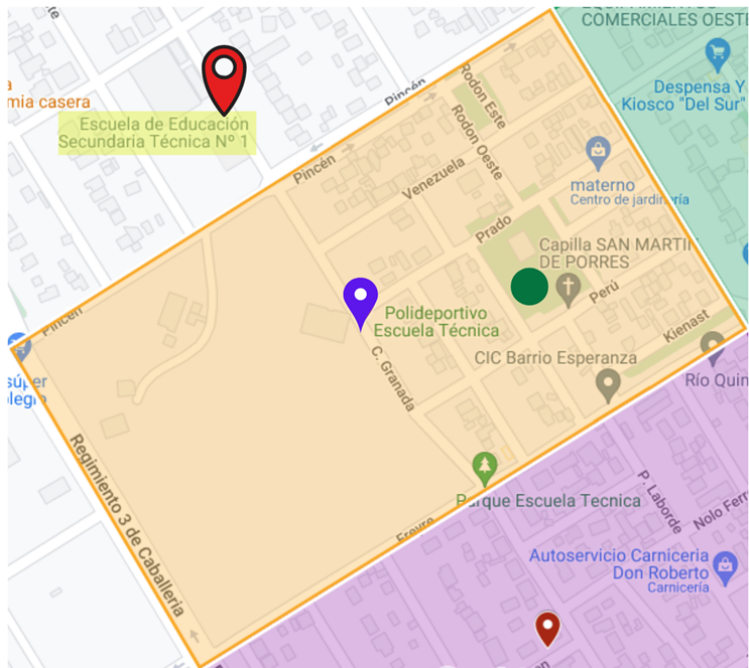 COMERCIALES OESTE
Despensa Y
Kiosco "Del Sur"
mia casera
Escuela de Educación
Secundaria Técnica Nº 1
Pincén
Rodon Este
Rodon Oeste
Pincén
Venezuela
materno
Centro de jardinería
Prado
Capilla SAN MARTIN
DE PORRES
Perú
Polideportivo
Escuela Técnica
Pincén
Kienast
C. Granada
CIC Barrio Esperanza
súper
Río Quin
Regimiento 3 de Caballería
Parque Escuela Tecnica
P. Laborde
Nolo Ferr
Freyre
Autoservicio Carniceria
Don Roberto
Carnicería